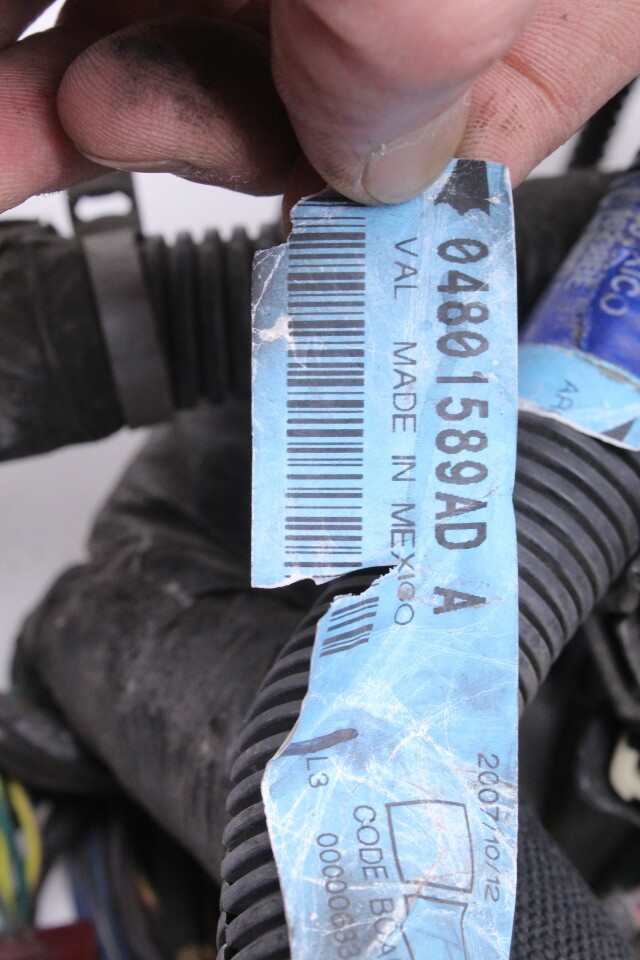 04801589AD A
VAL MADE IN MEXICO
2007/10/12
L3
CODE